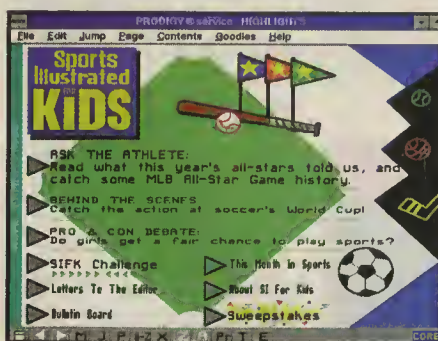 PRODIGY® service HIGHLIGHTS
File Edit Jump Page Contents Goodies Help
Sports
Illustrated
FOR
KiDS
ASK THE ATHLETE:
Read what this year's all-stars told us, and
catch some MLB All-Star Game history.
BEHIND THE SCENES
Catch the action at soccer's World Cup!
PRO & CON DEBATE:
Do girls get a fair chance to play sports?
SIFK Challenge
This Month in Sports
Letters To The Editor
About SI For Kids
Bulletin Board
Sweepstakes
M J P A-Z X
T E CORE